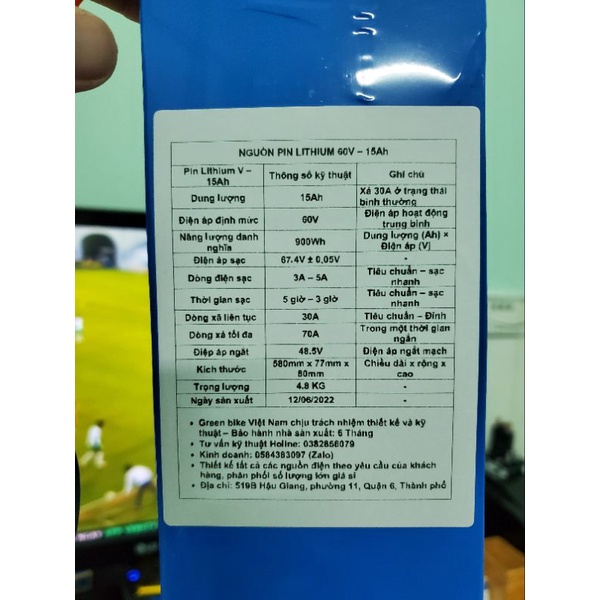 NGUỒN PIN LITHIUM 60V – 15Ah
Pin Lithium V – 15Ah Thông số kỹ thuật Ghi chú
Dung lượng 15Ah Xả 30A ở trạng thái bình thường
Điện áp định mức 60V Điện áp hoạt động trung bình
Năng lượng danh nghĩa 900Wh Dung lượng (Ah) × Điện áp (V)
Điện áp sạc 67.4V ± 0,05V -
Dòng điện sạc 3A – 5A Tiêu chuẩn – sạc nhanh
Thời gian sạc 5 giờ – 3 giờ Tiêu chuẩn – sạc nhanh
Dòng xả liên tục 30A Tiêu chuẩn – Đỉnh
Dòng xả tối đa 70A Trong một thời gian ngắn
Điệp áp ngắt 48.5V Điện áp ngắt mạch
Kích thước 580mm x 77mm x 80mm Chiều dài x rộng x cao
Trọng lượng 4.8 KG -
Ngày sản xuất 12/06/2022 -
• Green bike Việt Nam chịu trách nhiệm thiết kế và kỹ
thuật – Bảo hành nhà sản xuất: 6 Tháng
• Tư vấn kỹ thuật Holine: 0382856079
• Kinh doanh: 0584383097 (Zalo)
• Thiết kế tất cả các nguồn điện theo yêu cầu của khách
hàng, phân phối số lượng lớn giá sỉ
• Địa chỉ: 519B Hậu Giang, phường 11, Quận 6, Thành phố